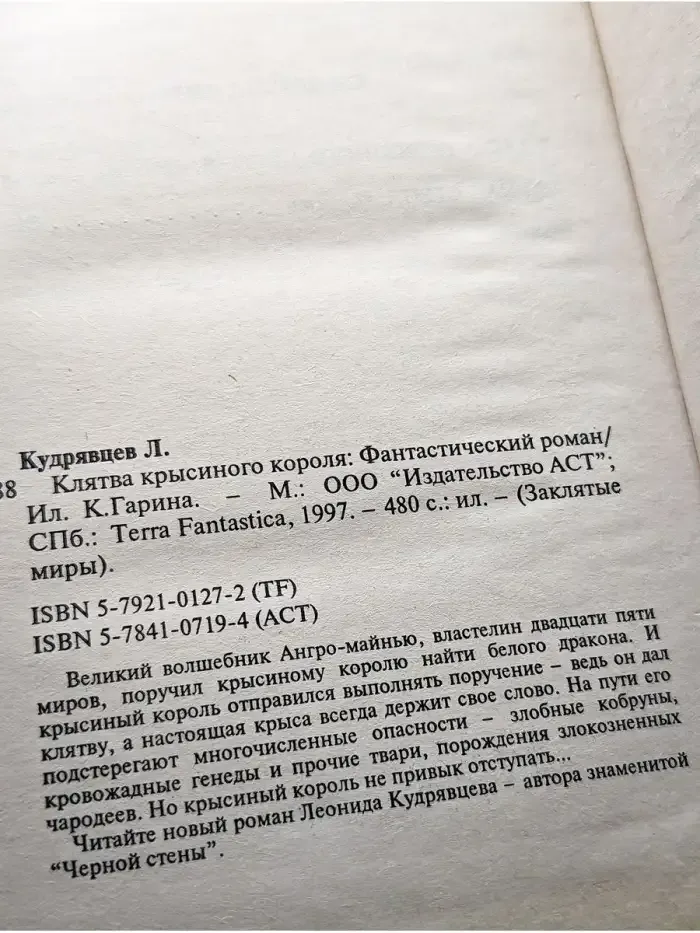 Кудрявцев Л.
38 Клятва крысиного короля: Фантастический роман/
Ил. К.Гарина. – М.: ООО "Издательство АСТ";
СПб.: Terra Fantastica, 1997. – 480 с.: ил. – (Заклятые
миры).
ISBN 5-7921-0127-2 (TF)
ISBN 5-7841-0719-4 (АСТ)
Великий волшебник Ангро-майнью, властелин двадцати пяти
миров, поручил крысиному королю найти белого дракона. И
крысиный король отправился выполнять поручение – ведь он дал
клятву, а настоящая крыса всегда держит свое слово. На пути его
подстерегают многочисленные опасности – злобные кобруны,
кровожадные генеды и прочие твари, порождения злокозненных
чародеев. Но крысиный король не привык отступать...
Читайте новый роман Леонида Кудрявцева – автора знаменитой
"Черной стены".